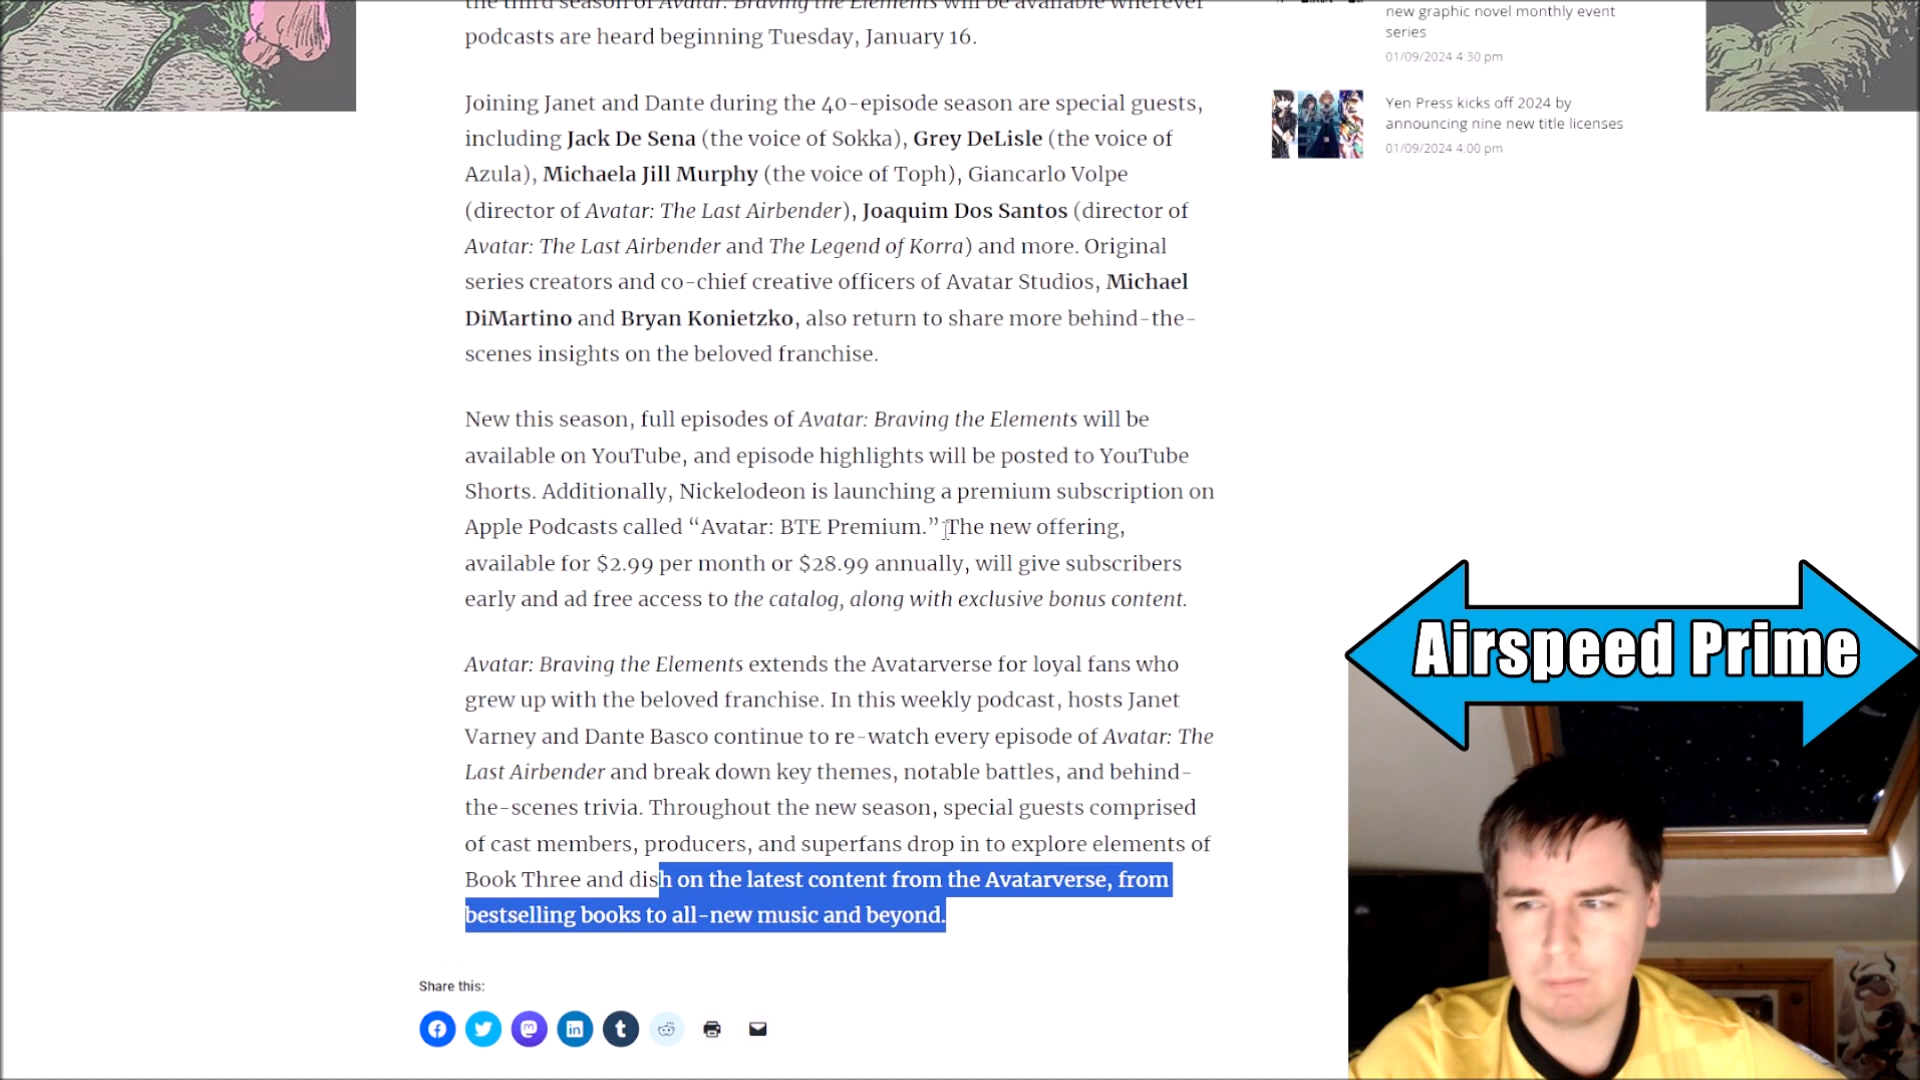 the third season of Avatar: Braving the Elements will be available wherever
podcasts are heard beginning Tuesday, January 16.
Joining Janet and Dante during the 40-episode season are special guests,
including Jack De Sena (the voice of Sokka), Grey DeLisle (the voice of
Azula), Michaela Jill Murphy (the voice of Toph), Giancarlo Volpe
(director of Avatar: The Last Airbender), Joaquim Dos Santos (director of
Avatar: The Last Airbender and The Legend of Korra) and more. Original
series creators and co-chief creative officers of Avatar Studios, Michael
DiMartino and Bryan Konietzko, also return to share more behind-the-
scenes insights on the beloved franchise.
New this season, full episodes of Avatar: Braving the Elements will be
available on YouTube, and episode highlights will be posted to YouTube
Shorts. Additionally, Nickelodeon is launching a premium subscription on
Apple Podcasts called “Avatar: BTE Premium.” The new offering,
available for $2.99 per month or $28.99 annually, will give subscribers
early and ad free access to the catalog, along with exclusive bonus content.
Avatar: Braving the Elements extends the Avatarverse for loyal fans who
grew up with the beloved franchise. In this weekly podcast, hosts Janet
Varney and Dante Basco continue to re-watch every episode of Avatar: The
Last Airbender and break down key themes, notable battles, and behind-
the-scenes trivia. Throughout the new season, special guests comprised
of cast members, producers, and superfans drop in to explore elements of
Book Three and dish on the latest content from the Avatarverse, from
bestselling books to all-new music and beyond.
Share this:
new graphic novel monthly event
series
01/09/2024 4:30 pm
Yen Press kicks off 2024 by
announcing nine new title licenses
01/09/2024 4:00 pm
Airspeed Prime